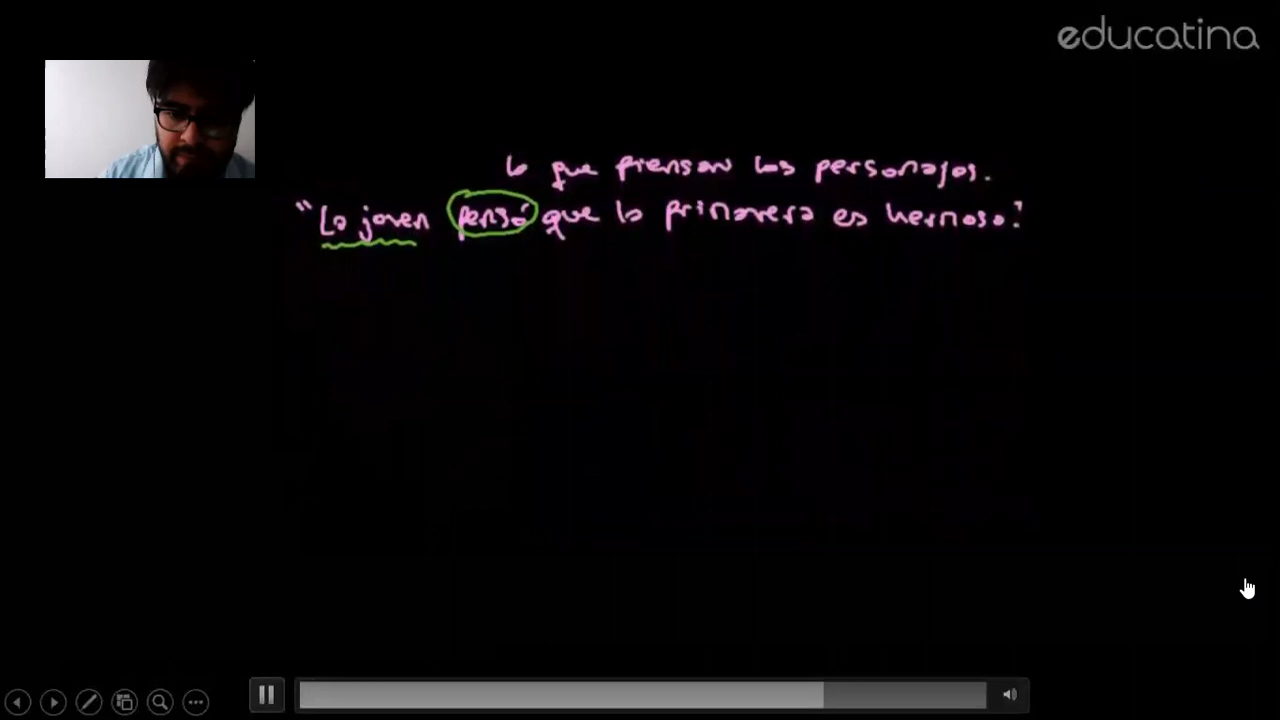 educatina
lo que piensan los personajes.
"La joven pensó que la primavera es hermosa."